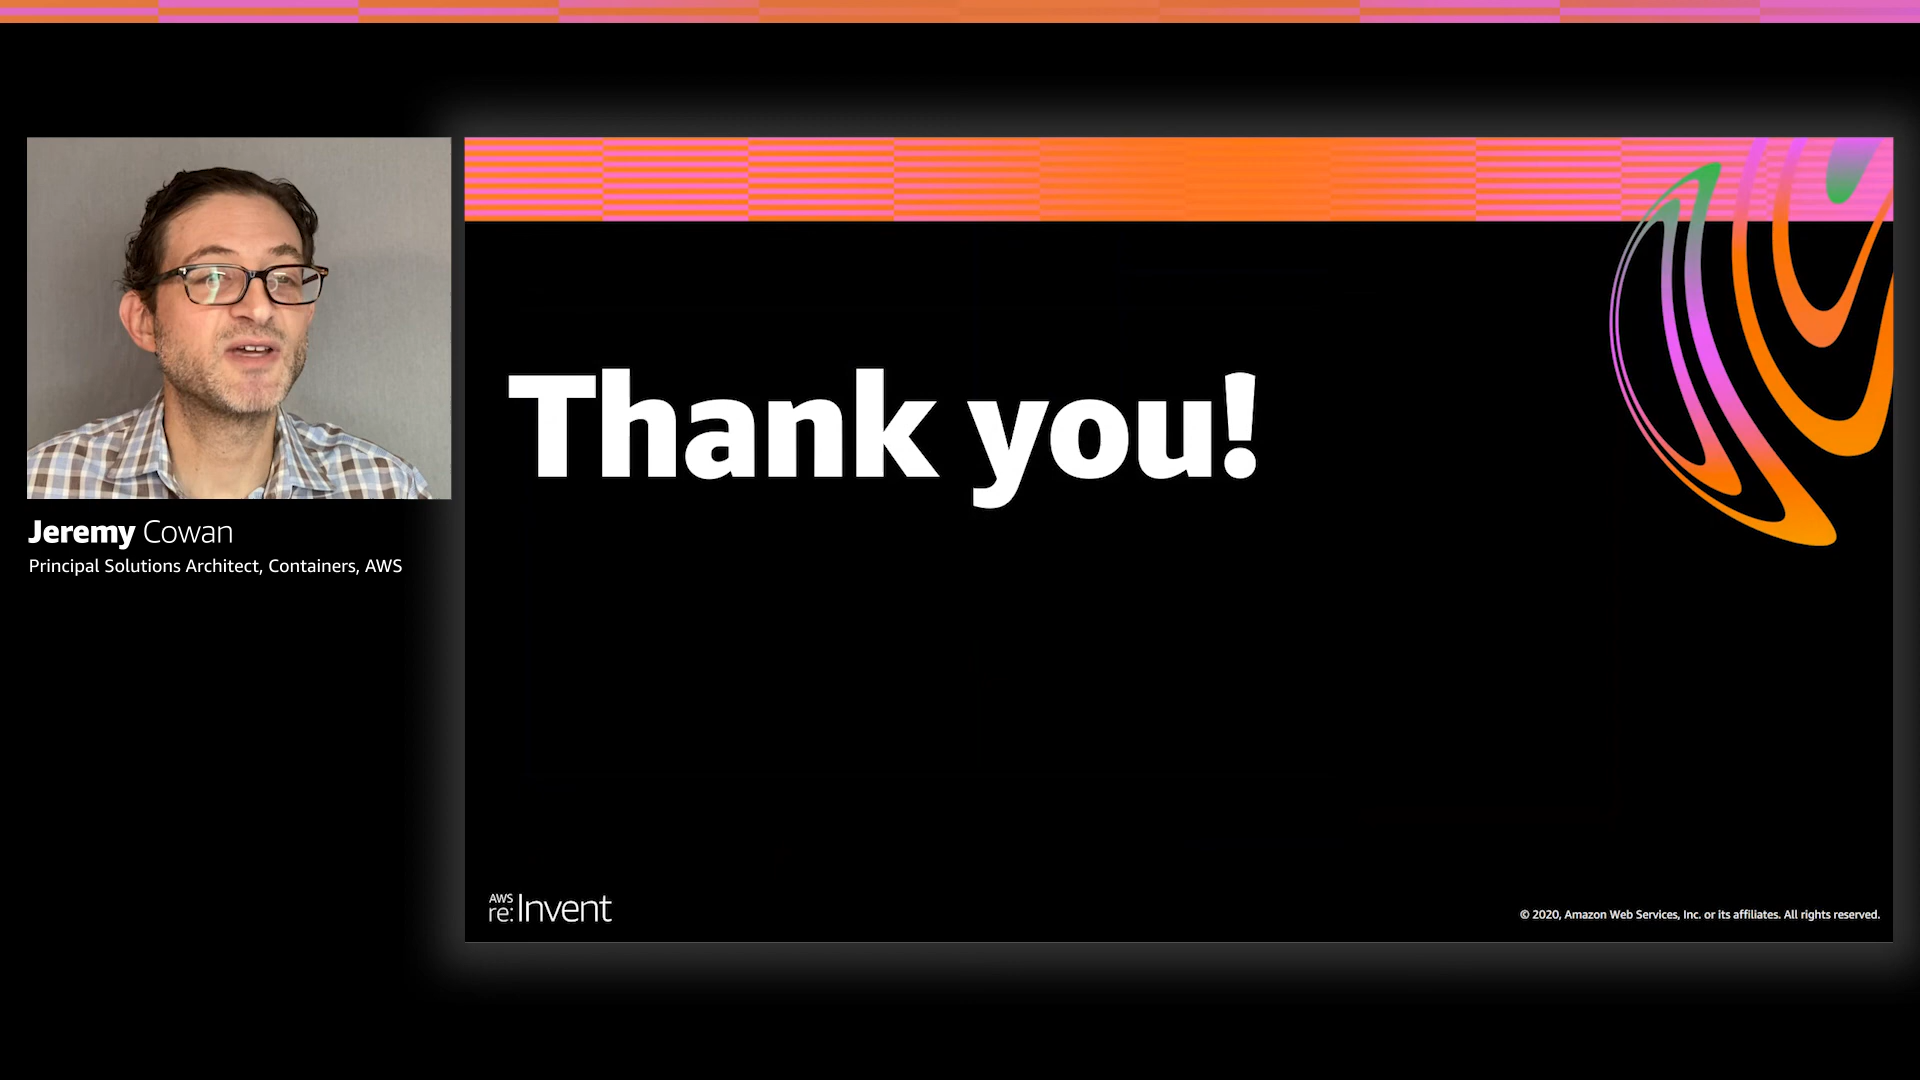 Thank you!
Jeremy Cowan
Principal Solutions Architect, Containers, AWS
AWS
re:Invent
© 2020, Amazon Web Services, Inc. or its affiliates. All rights reserved.